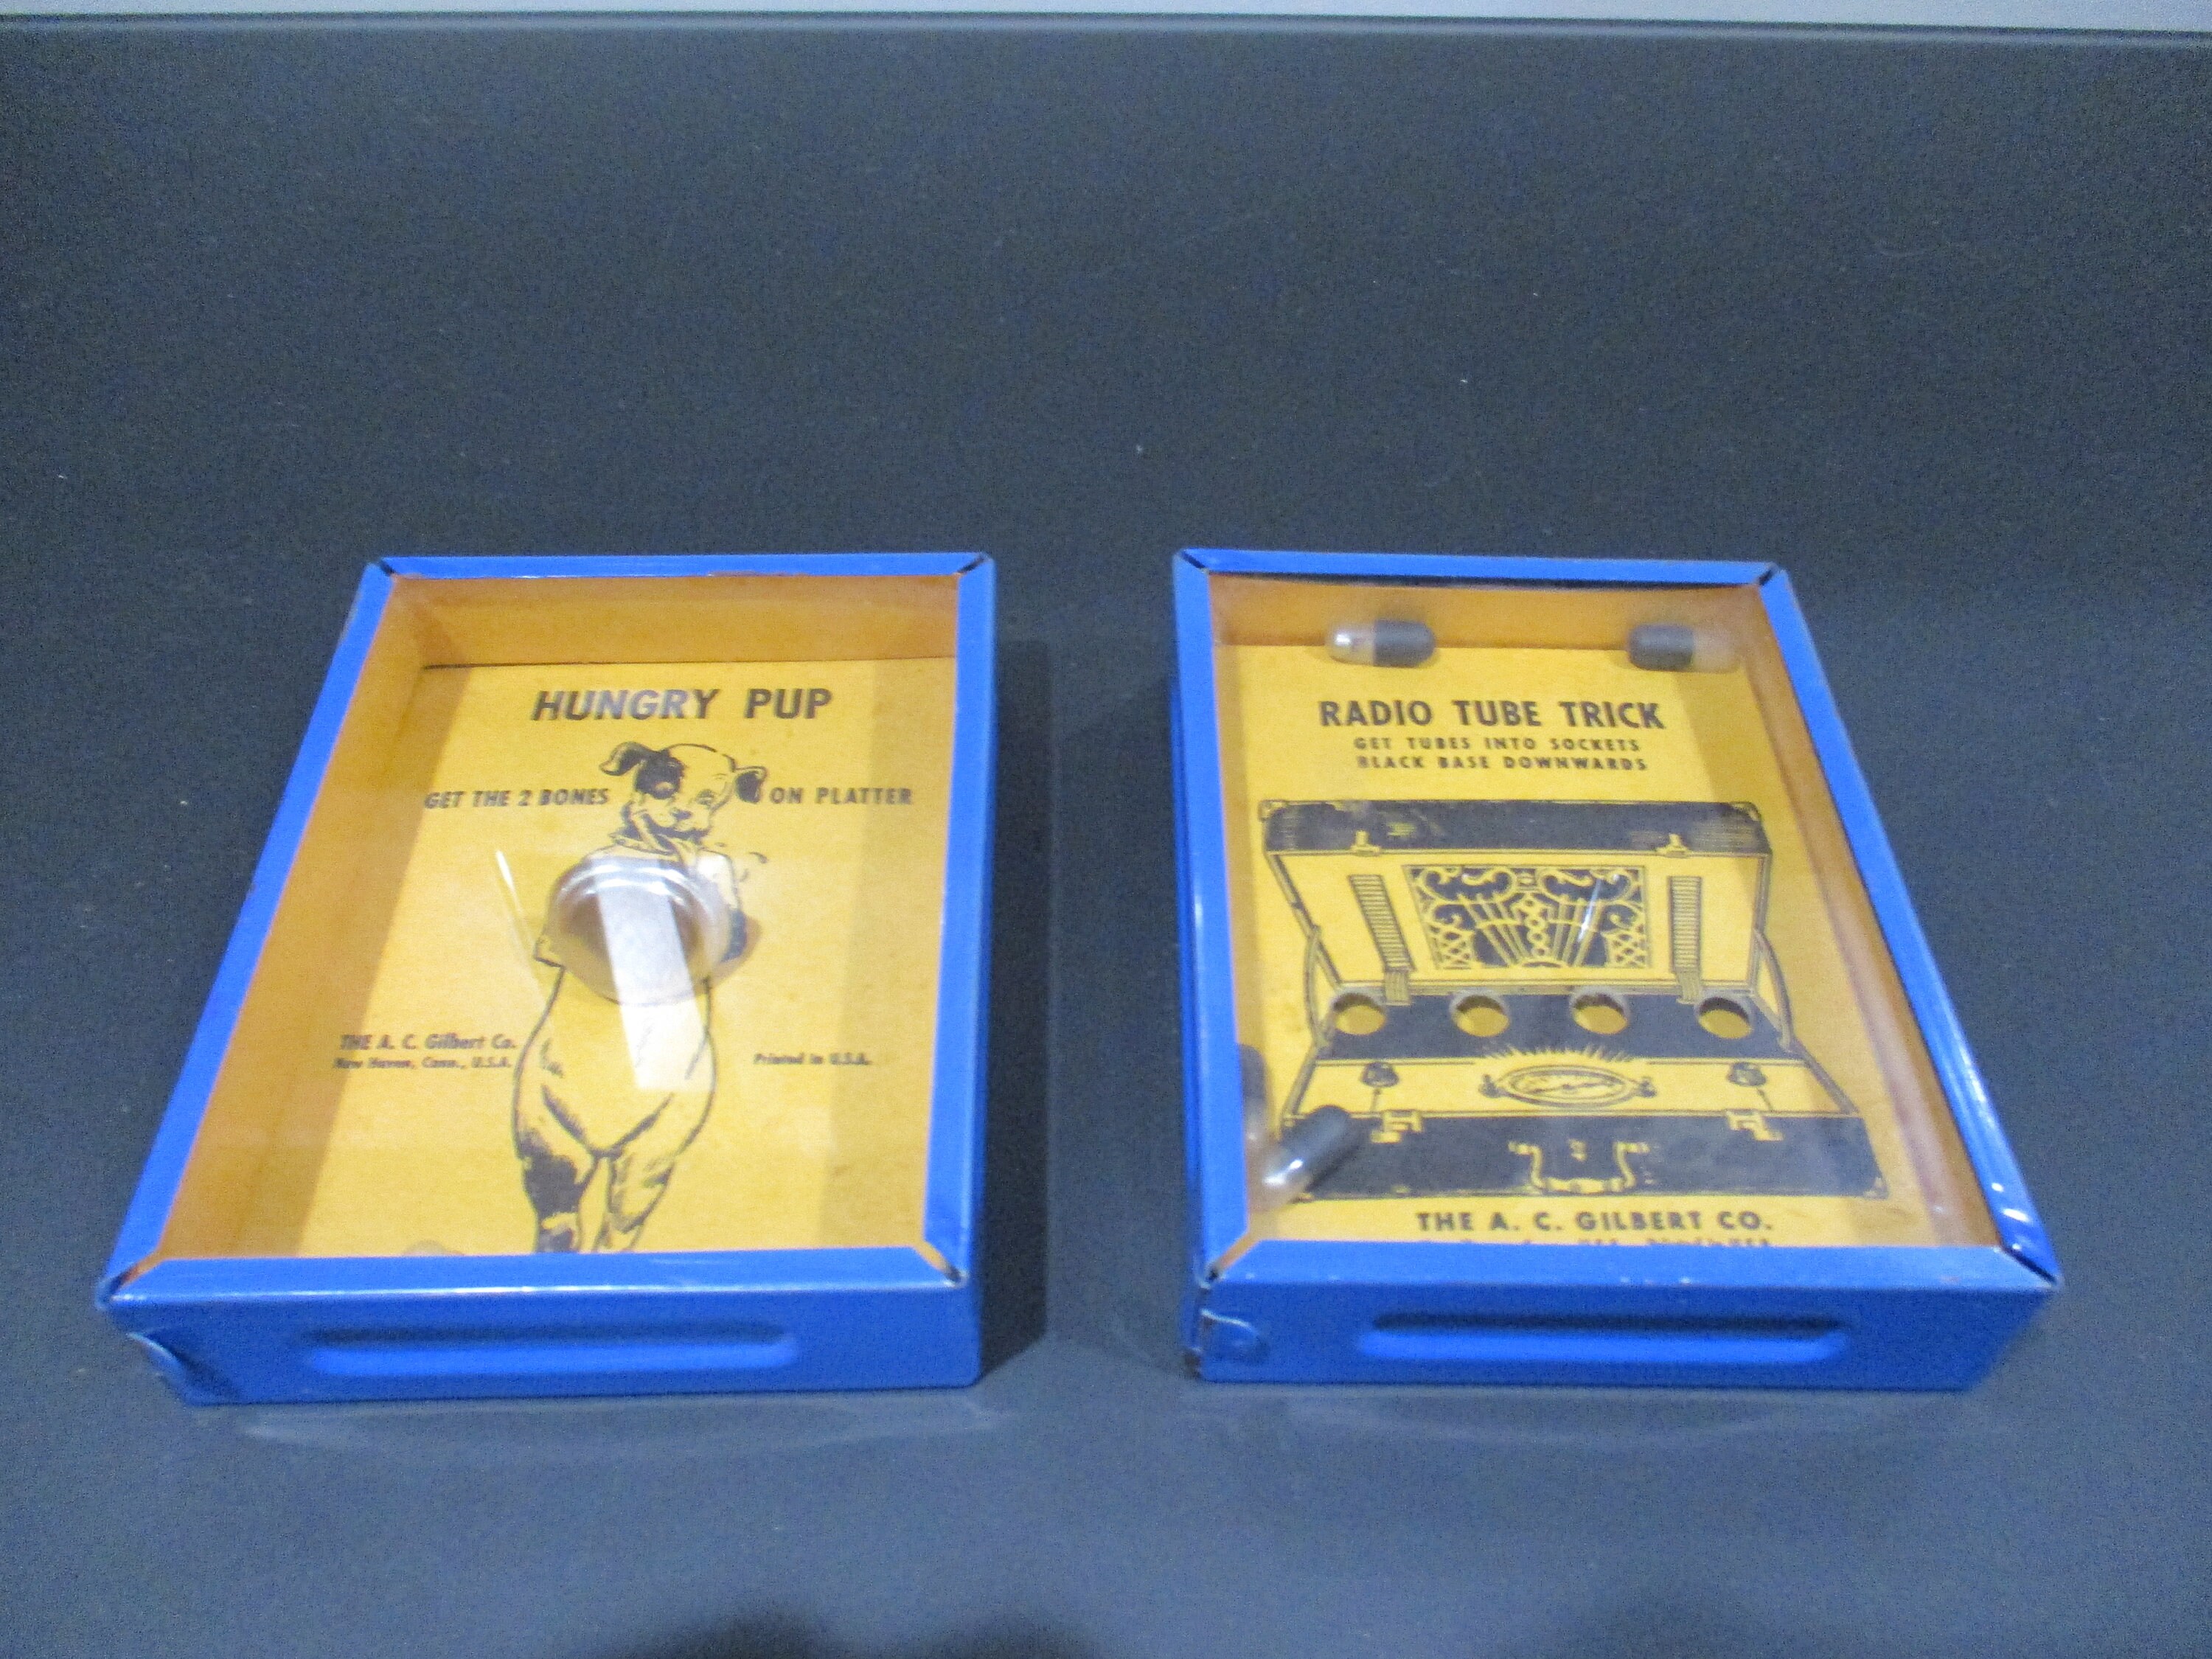 HUNGRY PUP
GET THE 2 BONES ON PLATTER
THE A. C. Gilbert Co.
New Haven, Conn., U.S.A.
Printed in U.S.A.
RADIO TUBE TRICK
GET TUBES INTO SOCKETS
BLACK BASE DOWNWARDS
THE A. C. GILBERT CO.